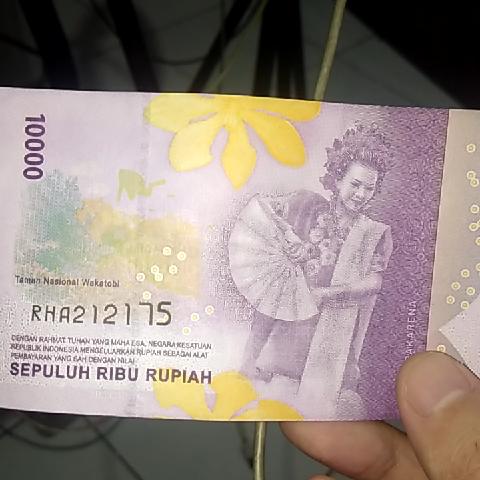 10000
Taman Nasional Wakatobi
RHA212175
DENGAN RAHMAT TUHAN YANG MAHA ESA, NEGARA KESATUAN
REPUBLIK INDONESIA MENGELUARKAN RUPIAH SEBAGAI ALAT
PEMBAYARAN YANG SAH DENGAN NILAI
SEPULUH RIBU RUPIAH